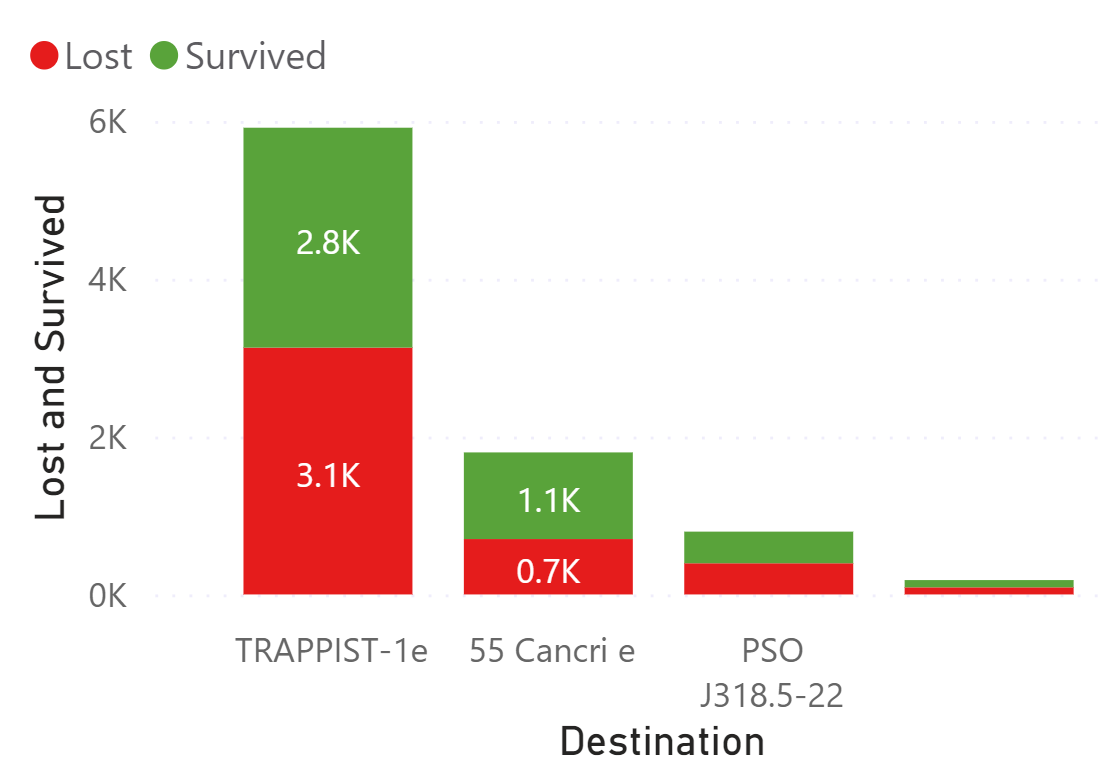 Lost Survived
6K
4K
2K
0K
Lost and Survived
2.8K
3.1K
1.1K
0.7K
TRAPPIST-1e 55 Cancri e PSO
J318.5-22
Destination